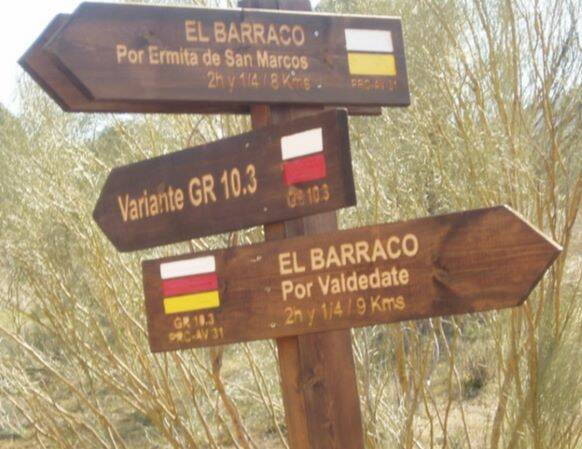 EL BARRACO
Por Ermita de San Marcos
2h y 1/4 / 8 Kms
PRC-AV 31
Variante GR 10.3
GR 10.3
EL BARRACO
Por Valdedate
2h y 1/4 / 9 Kms
GR 10.3
PRC-AV 31